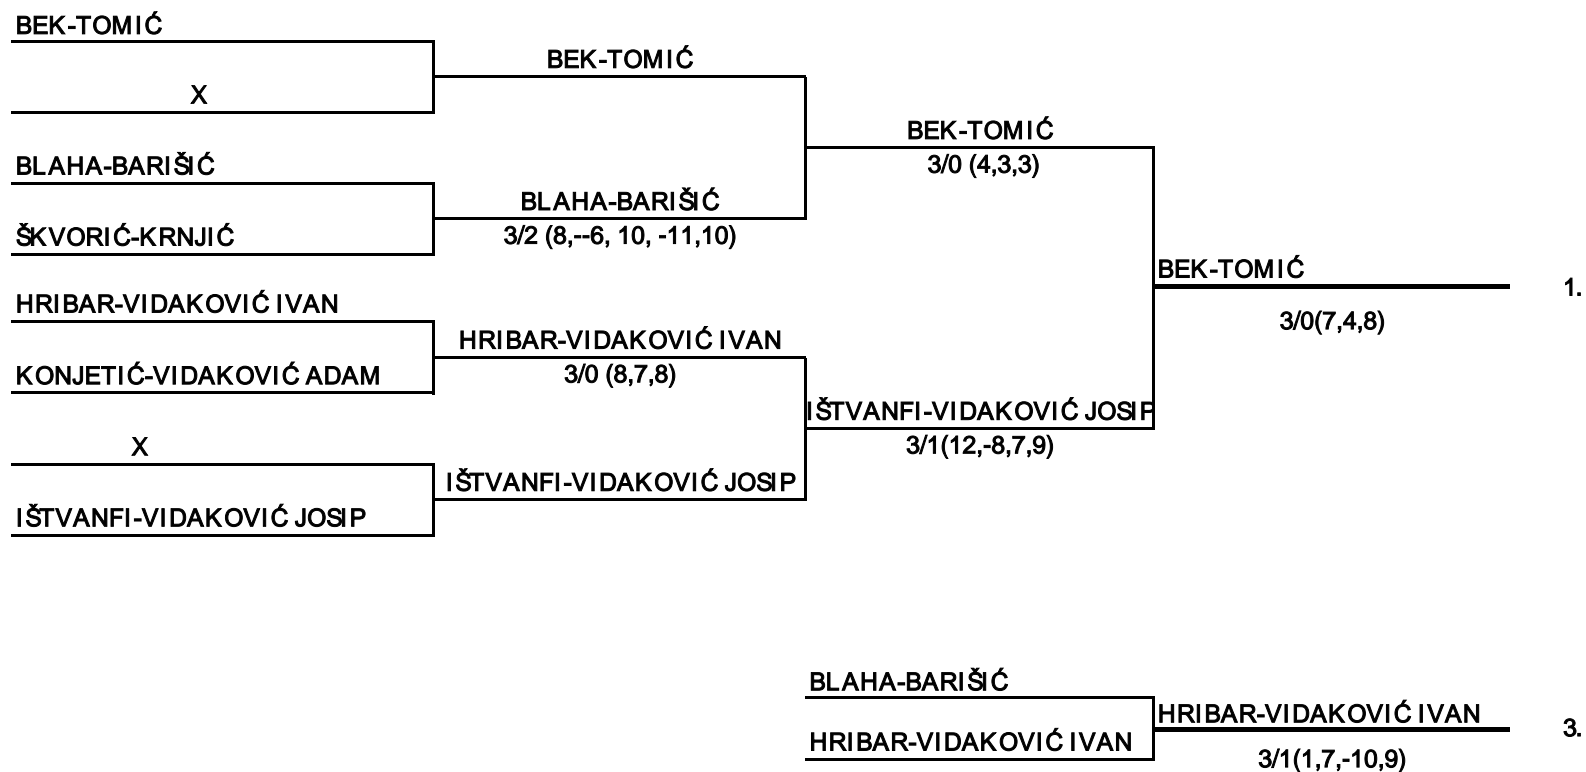 BEK-TOMIĆ
X
BLAHA-BARIŠIĆ
ŠKVORIĆ-KRNJIĆ
HRIBAR-VIDAKOVIĆ IVAN
KONJETIĆ-VIDAKOVIĆ ADAM
X
IŠTVANFI-VIDAKOVIĆ JOSIP
BEK-TOMIĆ
BLAHA-BARIŠIĆ
3/2 (8,--6, 10, -11,10)
HRIBAR-VIDAKOVIĆ IVAN
3/0 (8,7,8)
IŠTVANFI-VIDAKOVIĆ JOSIP
BEK-TOMIĆ
3/0 (4,3,3)
IŠTVANFI-VIDAKOVIĆ JOSIP
3/1(12,-8,7,9)
BEK-TOMIĆ
1.
3/0(7,4,8)
BLAHA-BARIŠIĆ
HRIBAR-VIDAKOVIĆ IVAN
HRIBAR-VIDAKOVIĆ IVAN
3.
3/1(1,7,-10,9)